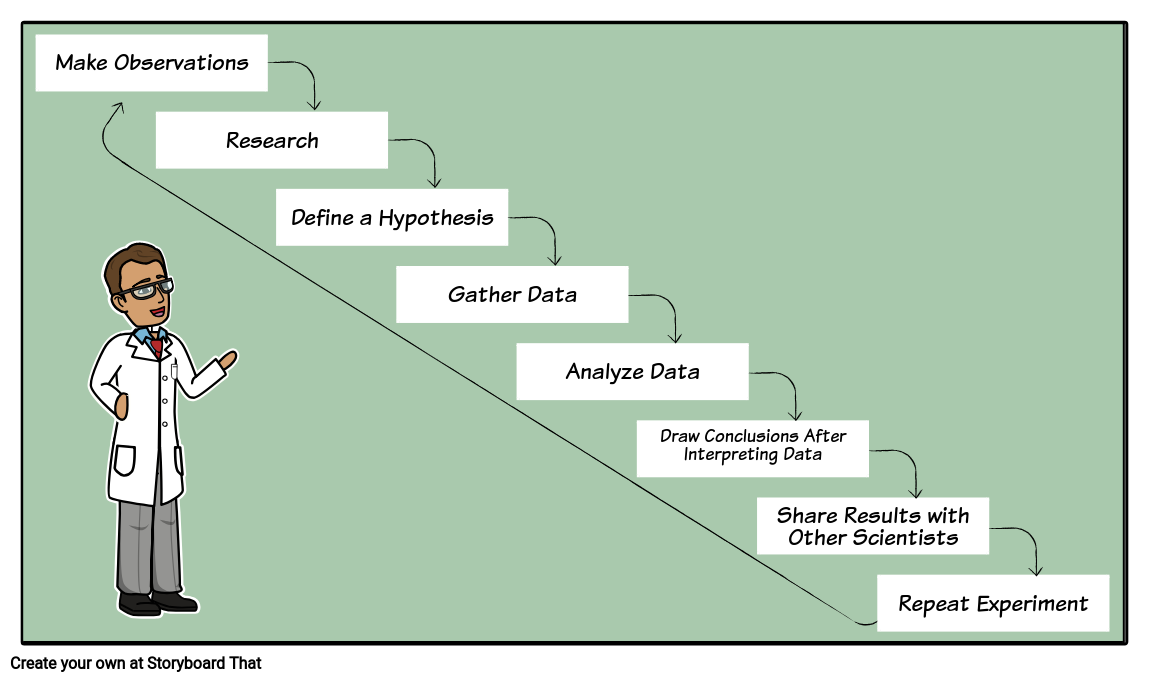 Make Observations
Research
Define a Hypothesis
Gather Data
Analyze Data
Draw Conclusions After
Interpreting Data
Share Results with
Other Scientists
Repeat Experiment
Create your own at Storyboard That